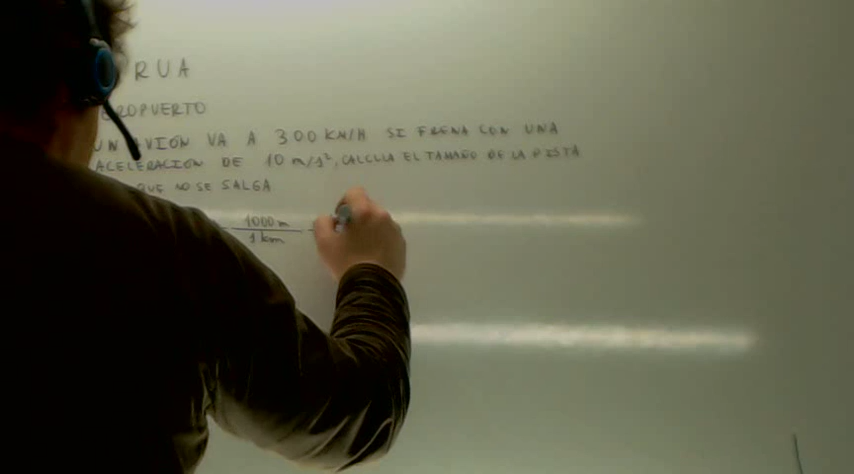 RUA
EROPUERTO
UN AVIÓN VA A 300 KM/H SI FRENA CON UNA
ACELERACIÓN DE 10 m/s², CALCULA EL TAMAÑO DE LA PISTA
QUE NO SE SALGA
1000 m
1 km